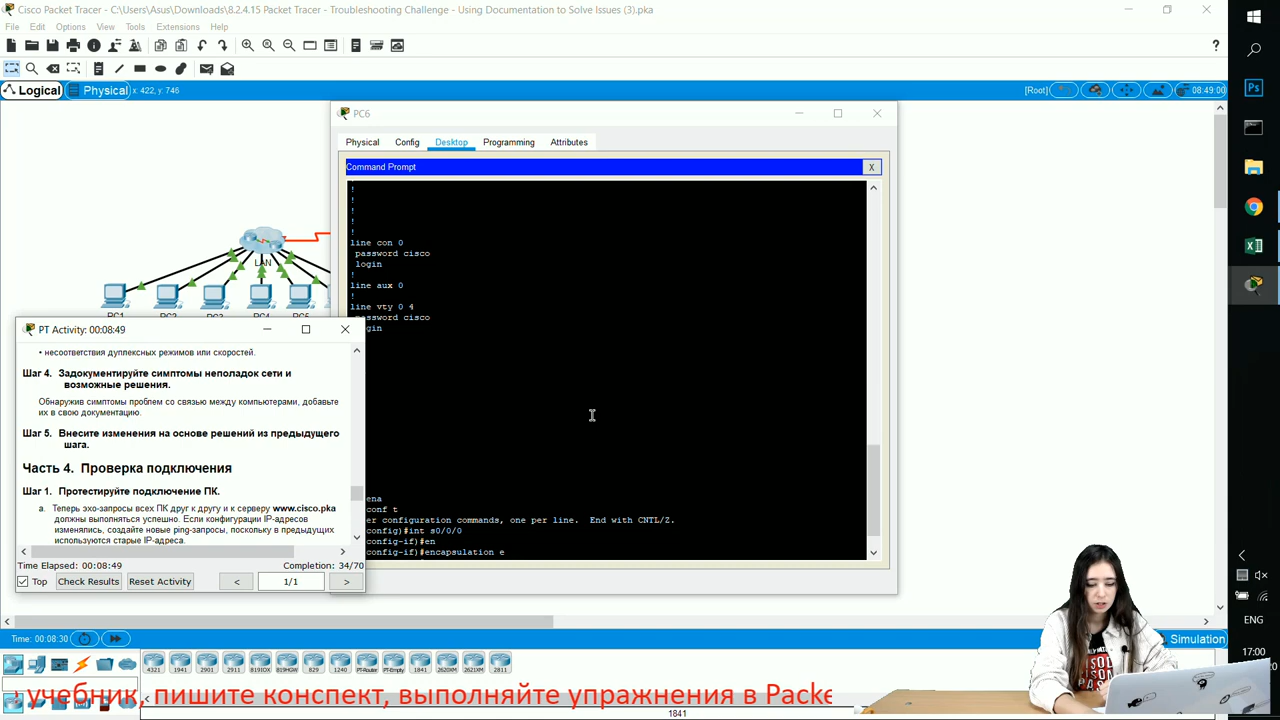 Cisco Packet Tracer - C:\Users\Asus\Downloads\8.2.4.15 Packet Tracer - Troubleshooting Challenge - Using Documentation to Solve Issues (3).pka
File Edit Options View Tools Extensions Help
Logical Physical x: 422, y: 746 [Root] 08:49:00
PC6
Physical Config Desktop Programming Attributes
Command Prompt X
!
!
!
!
!
line con 0
password cisco
login
!
line aux 0
!
line vty 0 4
password cisco
login
ena
conf t
er configuration commands, one per line. End with CNTL/Z.
config)#int s0/0/0
config-if)#en
config-if)#encapsulation e
LAN
PC1 PC2 PC3 PC4 PC5
PT Activity: 00:08:49
• несоответствия дуплексных режимов или скоростей.
Шаг 4. Задокументируйте симптомы неполадок сети и
возможные решения.
Обнаружив симптомы проблем со связью между компьютерами, добавьте
их в свою документацию.
Шаг 5. Внесите изменения на основе решений из предыдущего
шага.
Часть 4. Проверка подключения
Шаг 1. Протестируйте подключение ПК.
a. Теперь эхо-запросы всех ПК друг к другу и к серверу www.cisco.pka
должны выполняться успешно. Если конфигурации IP-адресов
изменялись, создайте новые ping-запросы, поскольку в предыдущих
используются старые IP-адреса.
Time Elapsed: 00:08:49 Completion: 34/70
Top Check Results Reset Activity < 1/1 >
Time: 00:08:30 Simulation
4321 1941 2901 2911 819IOX 819HGW 829 1240 PT-Router PT-Empty 1841 2620XM 2621XM 2811
учебник, пишите конспект, выполняйте упражнения в Packe
1841
Ps
ENG
17:00